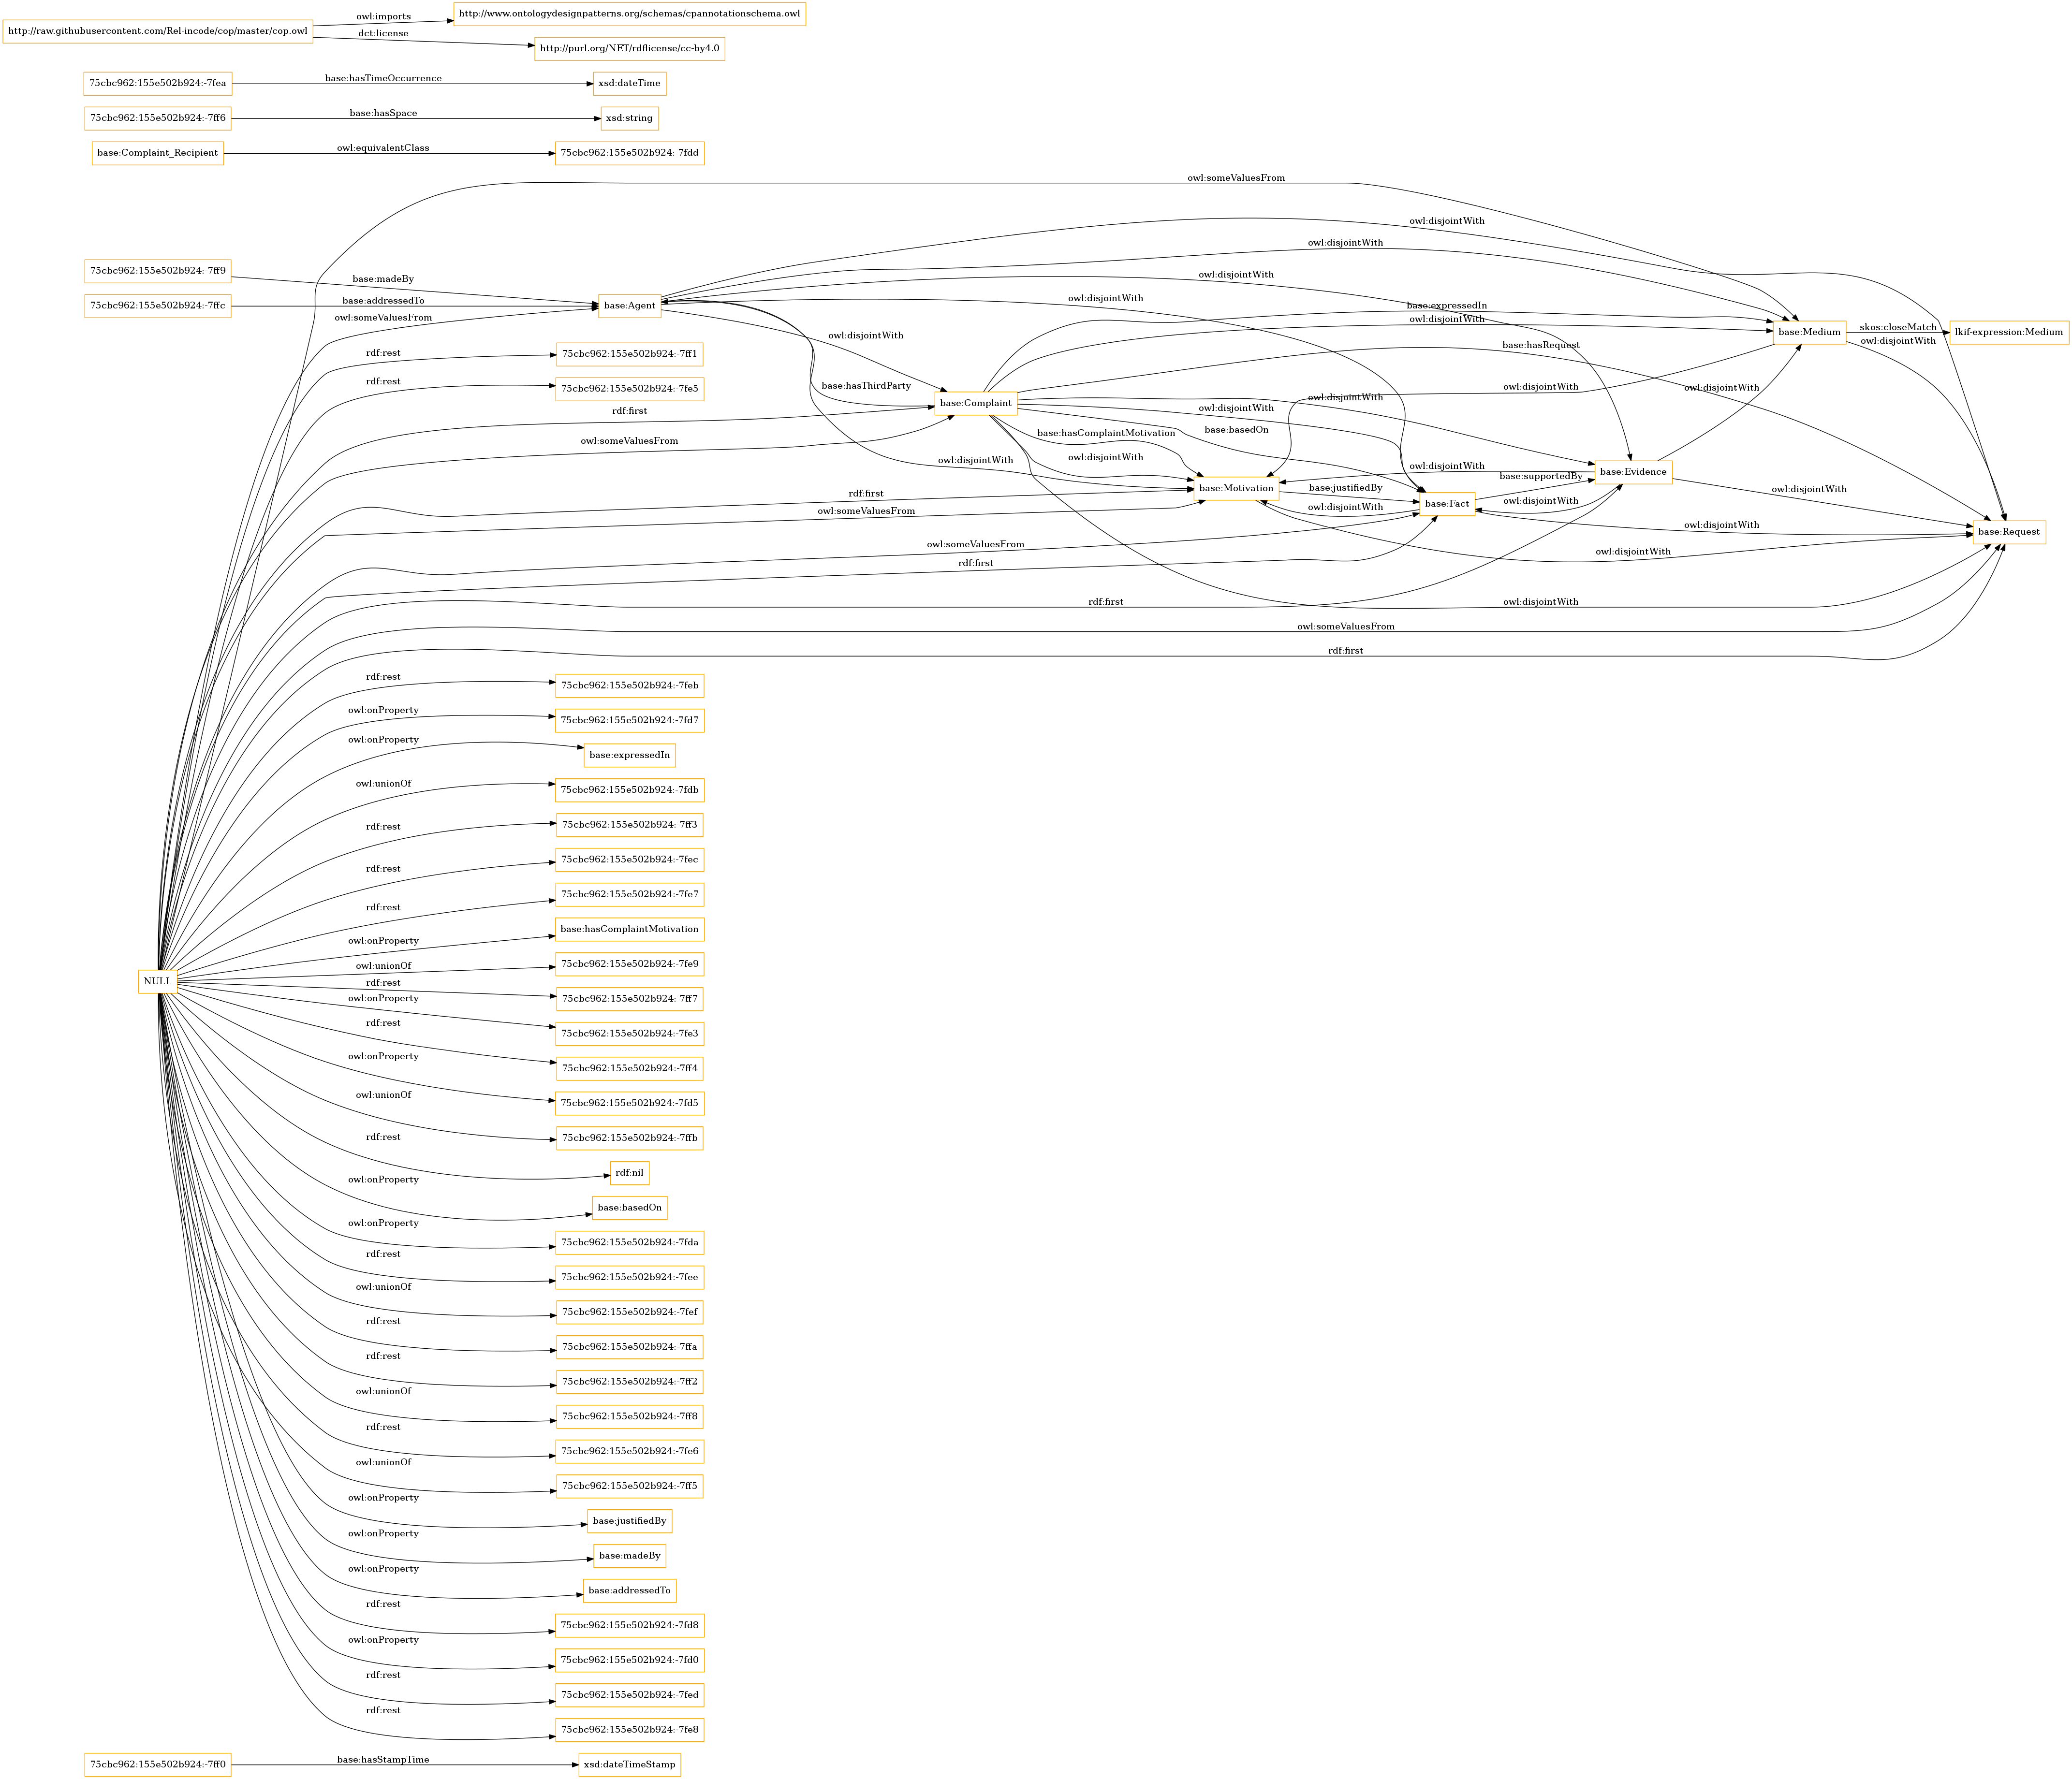 owl:imports
http://www.ontologydesignpatterns.org/schemas/cpannotationschema.owl
http://raw.githubusercontent.com/Rel-incode/cop/master/cop.owl
dct:license
http://purl.org/NET/rdflicense/cc-by4.0
75cbc962:155e502b924:-7fea
base:hasTimeOccurrence
xsd:dateTime
75cbc962:155e502b924:-7ff6
base:hasSpace
xsd:string
base:Complaint_Recipient
owl:equivalentClass
75cbc962:155e502b924:-7fdd
owl:someValuesFrom
owl:disjointWith
owl:disjointWith
75cbc962:155e502b924:-7ff9
base:madeBy
owl:disjointWith
75cbc962:155e502b924:-7ffc
base:addressedTo
base:Agent
owl:disjointWith
base:expressedIn
owl:someValuesFrom
owl:disjointWith
owl:disjointWith
base:Medium
skos:closeMatch
lkif-expression:Medium
owl:disjointWith
rdf:rest
75cbc962:155e502b924:-7ff1
base:hasRequest
rdf:rest
75cbc962:155e502b924:-7fe5
base:hasThirdParty
owl:disjointWith
owl:disjointWith
owl:disjointWith
base:Complaint
rdf:first
owl:disjointWith
base:basedOn
base:hasComplaintMotivation
owl:someValuesFrom
owl:disjointWith
owl:disjointWith
owl:disjointWith
base:Evidence
base:supportedBy
base:Motivation
base:justifiedBy
owl:disjointWith
rdf:first
base:Fact
owl:disjointWith
owl:disjointWith
owl:someValuesFrom
owl:disjointWith
base:Request
owl:someValuesFrom
owl:disjointWith
rdf:first
rdf:first
owl:disjointWith
owl:someValuesFrom
rdf:first
rdf:rest
75cbc962:155e502b924:-7feb
owl:onProperty
75cbc962:155e502b924:-7fd7
owl:onProperty
base:expressedIn
owl:unionOf
75cbc962:155e502b924:-7fdb
rdf:rest
75cbc962:155e502b924:-7ff3
rdf:rest
75cbc962:155e502b924:-7fec
rdf:rest
75cbc962:155e502b924:-7fe7
owl:onProperty
base:hasComplaintMotivation
NULL
owl:unionOf
75cbc962:155e502b924:-7fe9
rdf:rest
75cbc962:155e502b924:-7ff7
owl:onProperty
75cbc962:155e502b924:-7fe3
rdf:rest
75cbc962:155e502b924:-7ff4
owl:onProperty
75cbc962:155e502b924:-7fd5
owl:unionOf
75cbc962:155e502b924:-7ffb
rdf:rest
rdf:nil
owl:onProperty
base:basedOn
owl:onProperty
75cbc962:155e502b924:-7fda
rdf:rest
75cbc962:155e502b924:-7fee
owl:unionOf
75cbc962:155e502b924:-7fef
rdf:rest
75cbc962:155e502b924:-7ffa
rdf:rest
75cbc962:155e502b924:-7ff2
owl:unionOf
75cbc962:155e502b924:-7ff8
rdf:rest
75cbc962:155e502b924:-7fe6
owl:unionOf
75cbc962:155e502b924:-7ff5
owl:onProperty
base:justifiedBy
owl:onProperty
base:madeBy
owl:onProperty
base:addressedTo
rdf:rest
75cbc962:155e502b924:-7fd8
owl:onProperty
75cbc962:155e502b924:-7fd0
rdf:rest
75cbc962:155e502b924:-7fed
rdf:rest
75cbc962:155e502b924:-7fe8
75cbc962:155e502b924:-7ff0
base:hasStampTime
xsd:dateTimeStamp